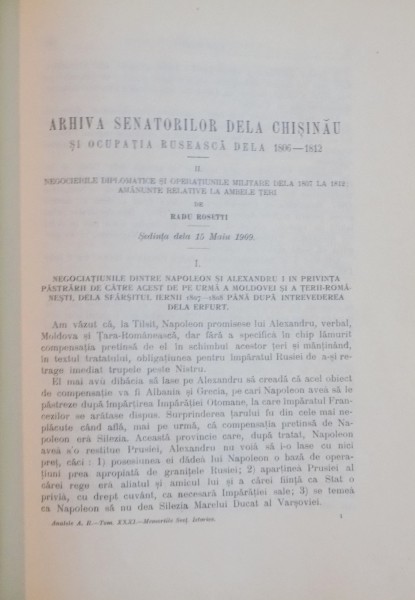 ARHIVA SENATORILOR DELA CHIȘINĂU
ȘI OCUPAȚIA RUSEASCĂ DELA 1806—1812
II.
NEGOCIERILE DIPLOMATICE ȘI OPERAȚIUNILE MILITARE DELA 1807 LA 1812;
AMĂNUNTE RELATIVE LA AMBELE ȚERI
DE
RADU ROSETTI
Ședința dela 15 Maiu 1909.
I.
NEGOCIAȚIUNILE DINTRE NAPOLEON ȘI ALEXANDRU I IN PRIVINȚA
PĂSTRĂRII DE CĂTRE ACEST DE PE URMĂ A MOLDOVEI ȘI A ȚERII-ROMÂ-
NEȘTI, DELA SFÂRȘITUL IERNII 1807—1808 PÂNĂ DUPĂ INTREVEDEREA
DELA ERFURT.
Am văzut că, la Tilsit, Napoleon promisese lui Alexandru, verbal,
Moldova și Țara-Românească, dar fără a specifica în chip lămurit
compensația pretinsă de el în schimbul acestor țeri și mănținând,
în textul tratatului, obligațiunea pentru Împăratul Rusiei de a-și re-
trage imediat trupele peste Nistru.
El mai avù dibăcia să lase pe Alexandru să creadă că acel obiect
de compensație va fi Albania și Grecia, pe cari Napoleon aveà să le
păstreze după împărțirea Împărăției Otomane, la care împăratul Fran-
cezilor se arătase dispus. Surprinderea țarului fu din cele mai ne-
plăcute când află, mai pe urmă, că compensația pretinsă de Na-
poleon erà Silezia. Această provincie care, după tratat, Napoleon
aveà s'o restitue Prusiei, Alexandru nu voià să i-o lase cu nici
preț, căci : 1) posesiunea ei dădeà lui Napoleon o bază de opera-
țiuni prea apropiată de granițele Rusiei; 2) aparțineà Prusiei al
cărei rege erà aliatul și amicul lui și a cărei ființă ca Stat o
privià, cu drept cuvânt, ca necesară Împărăției sale; 3) se temeà
ca Napoleon să nu dea Silezia Marelui Ducat al Varșoviei.
Analele A. R.—Tom. XXXI.—Memoriile Secț. Istorice.
1